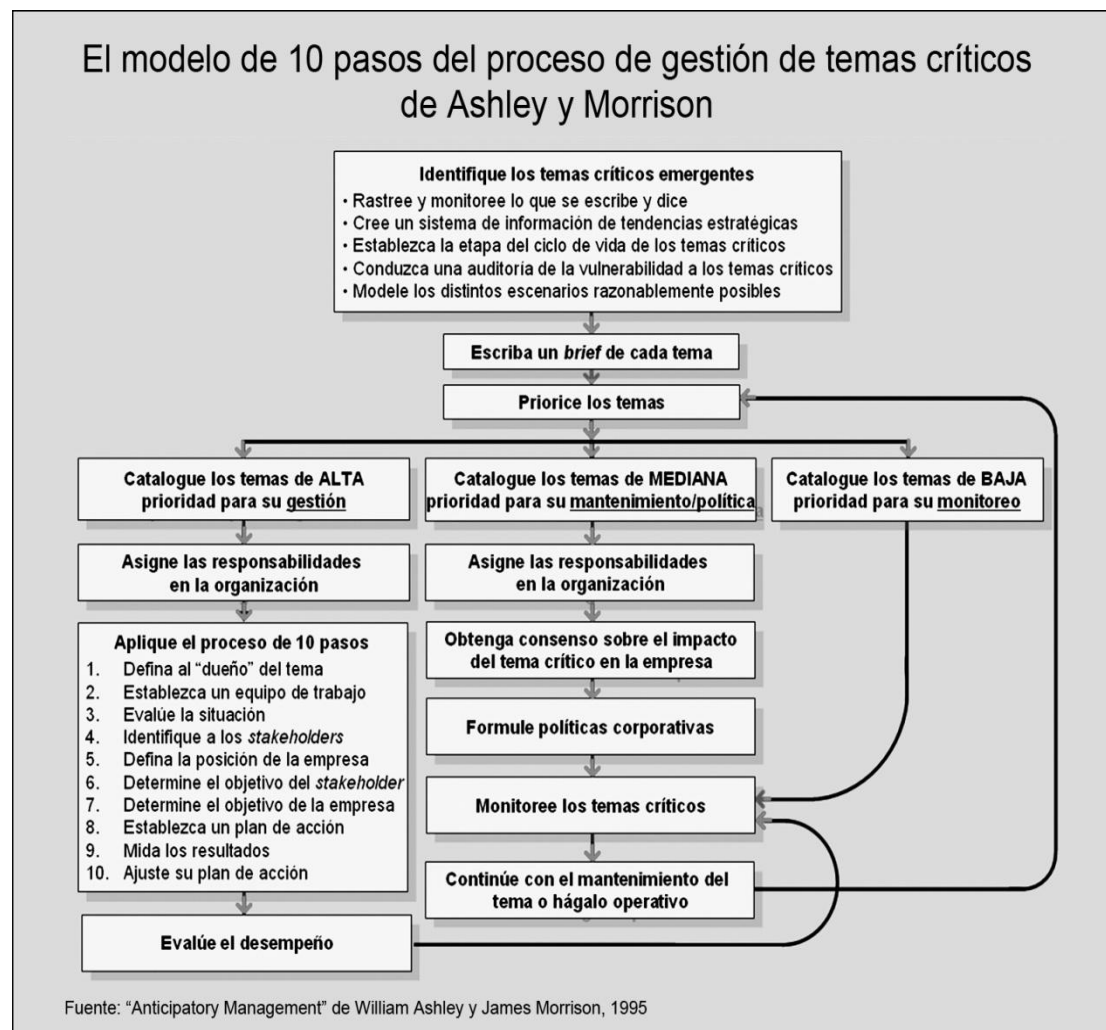 El modelo de 10 pasos del proceso de gestión de temas críticos
de Ashley y Morrison
Identifique los temas críticos emergentes
• Rastree y monitoree lo que se escribe y dice
• Cree un sistema de información de tendencias estratégicas
• Establezca la etapa del ciclo de vida de los temas críticos
• Conduzca una auditoría de la vulnerabilidad a los temas críticos
• Modele los distintos escenarios razonablemente posibles
Escriba un brief de cada tema
Priorice los temas
Catalogue los temas de ALTA
prioridad para su gestión
Catalogue los temas de MEDIANA
prioridad para su mantenimiento/política
Catalogue los temas de BAJA
prioridad para su monitoreo
Asigne las responsabilidades
en la organización
Asigne las responsabilidades
en la organización
Aplique el proceso de 10 pasos
1. Defina al “dueño” del tema
2. Establezca un equipo de trabajo
3. Evalúe la situación
4. Identifique a los stakeholders
5. Defina la posición de la empresa
6. Determine el objetivo del stakeholder
7. Determine el objetivo de la empresa
8. Establezca un plan de acción
9. Mida los resultados
10. Ajuste su plan de acción
Obtenga consenso sobre el impacto
del tema crítico en la empresa
Formule políticas corporativas
Monitoree los temas críticos
Continúe con el mantenimiento del
tema o hágalo operativo
Evalúe el desempeño
Fuente: “Anticipatory Management” de William Ashley y James Morrison, 1995